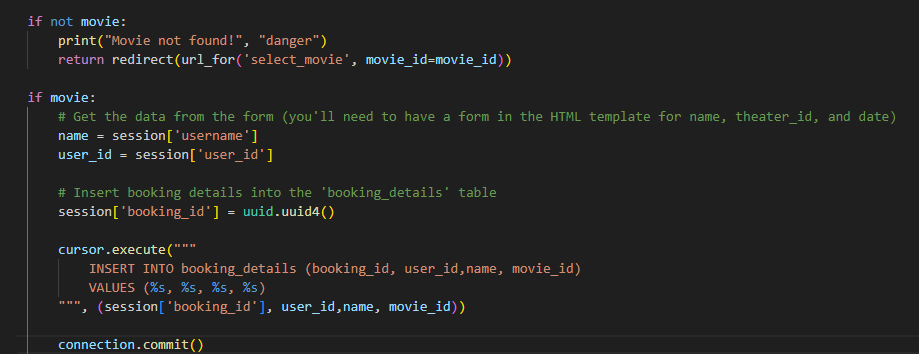 if not movie:
print("Movie not found!", "danger")
return redirect(url_for('select_movie', movie_id=movie_id))
if movie:
# Get the data from the form (you'll need to have a form in the HTML template for name, theater_id, and date)
name = session['username']
user_id = session['user_id']
# Insert booking details into the 'booking_details' table
session['booking_id'] = uuid.uuid4()
cursor.execute("""
INSERT INTO booking_details (booking_id, user_id,name, movie_id)
VALUES (%s, %s, %s, %s)
""", (session['booking_id'], user_id,name, movie_id))
connection.commit()